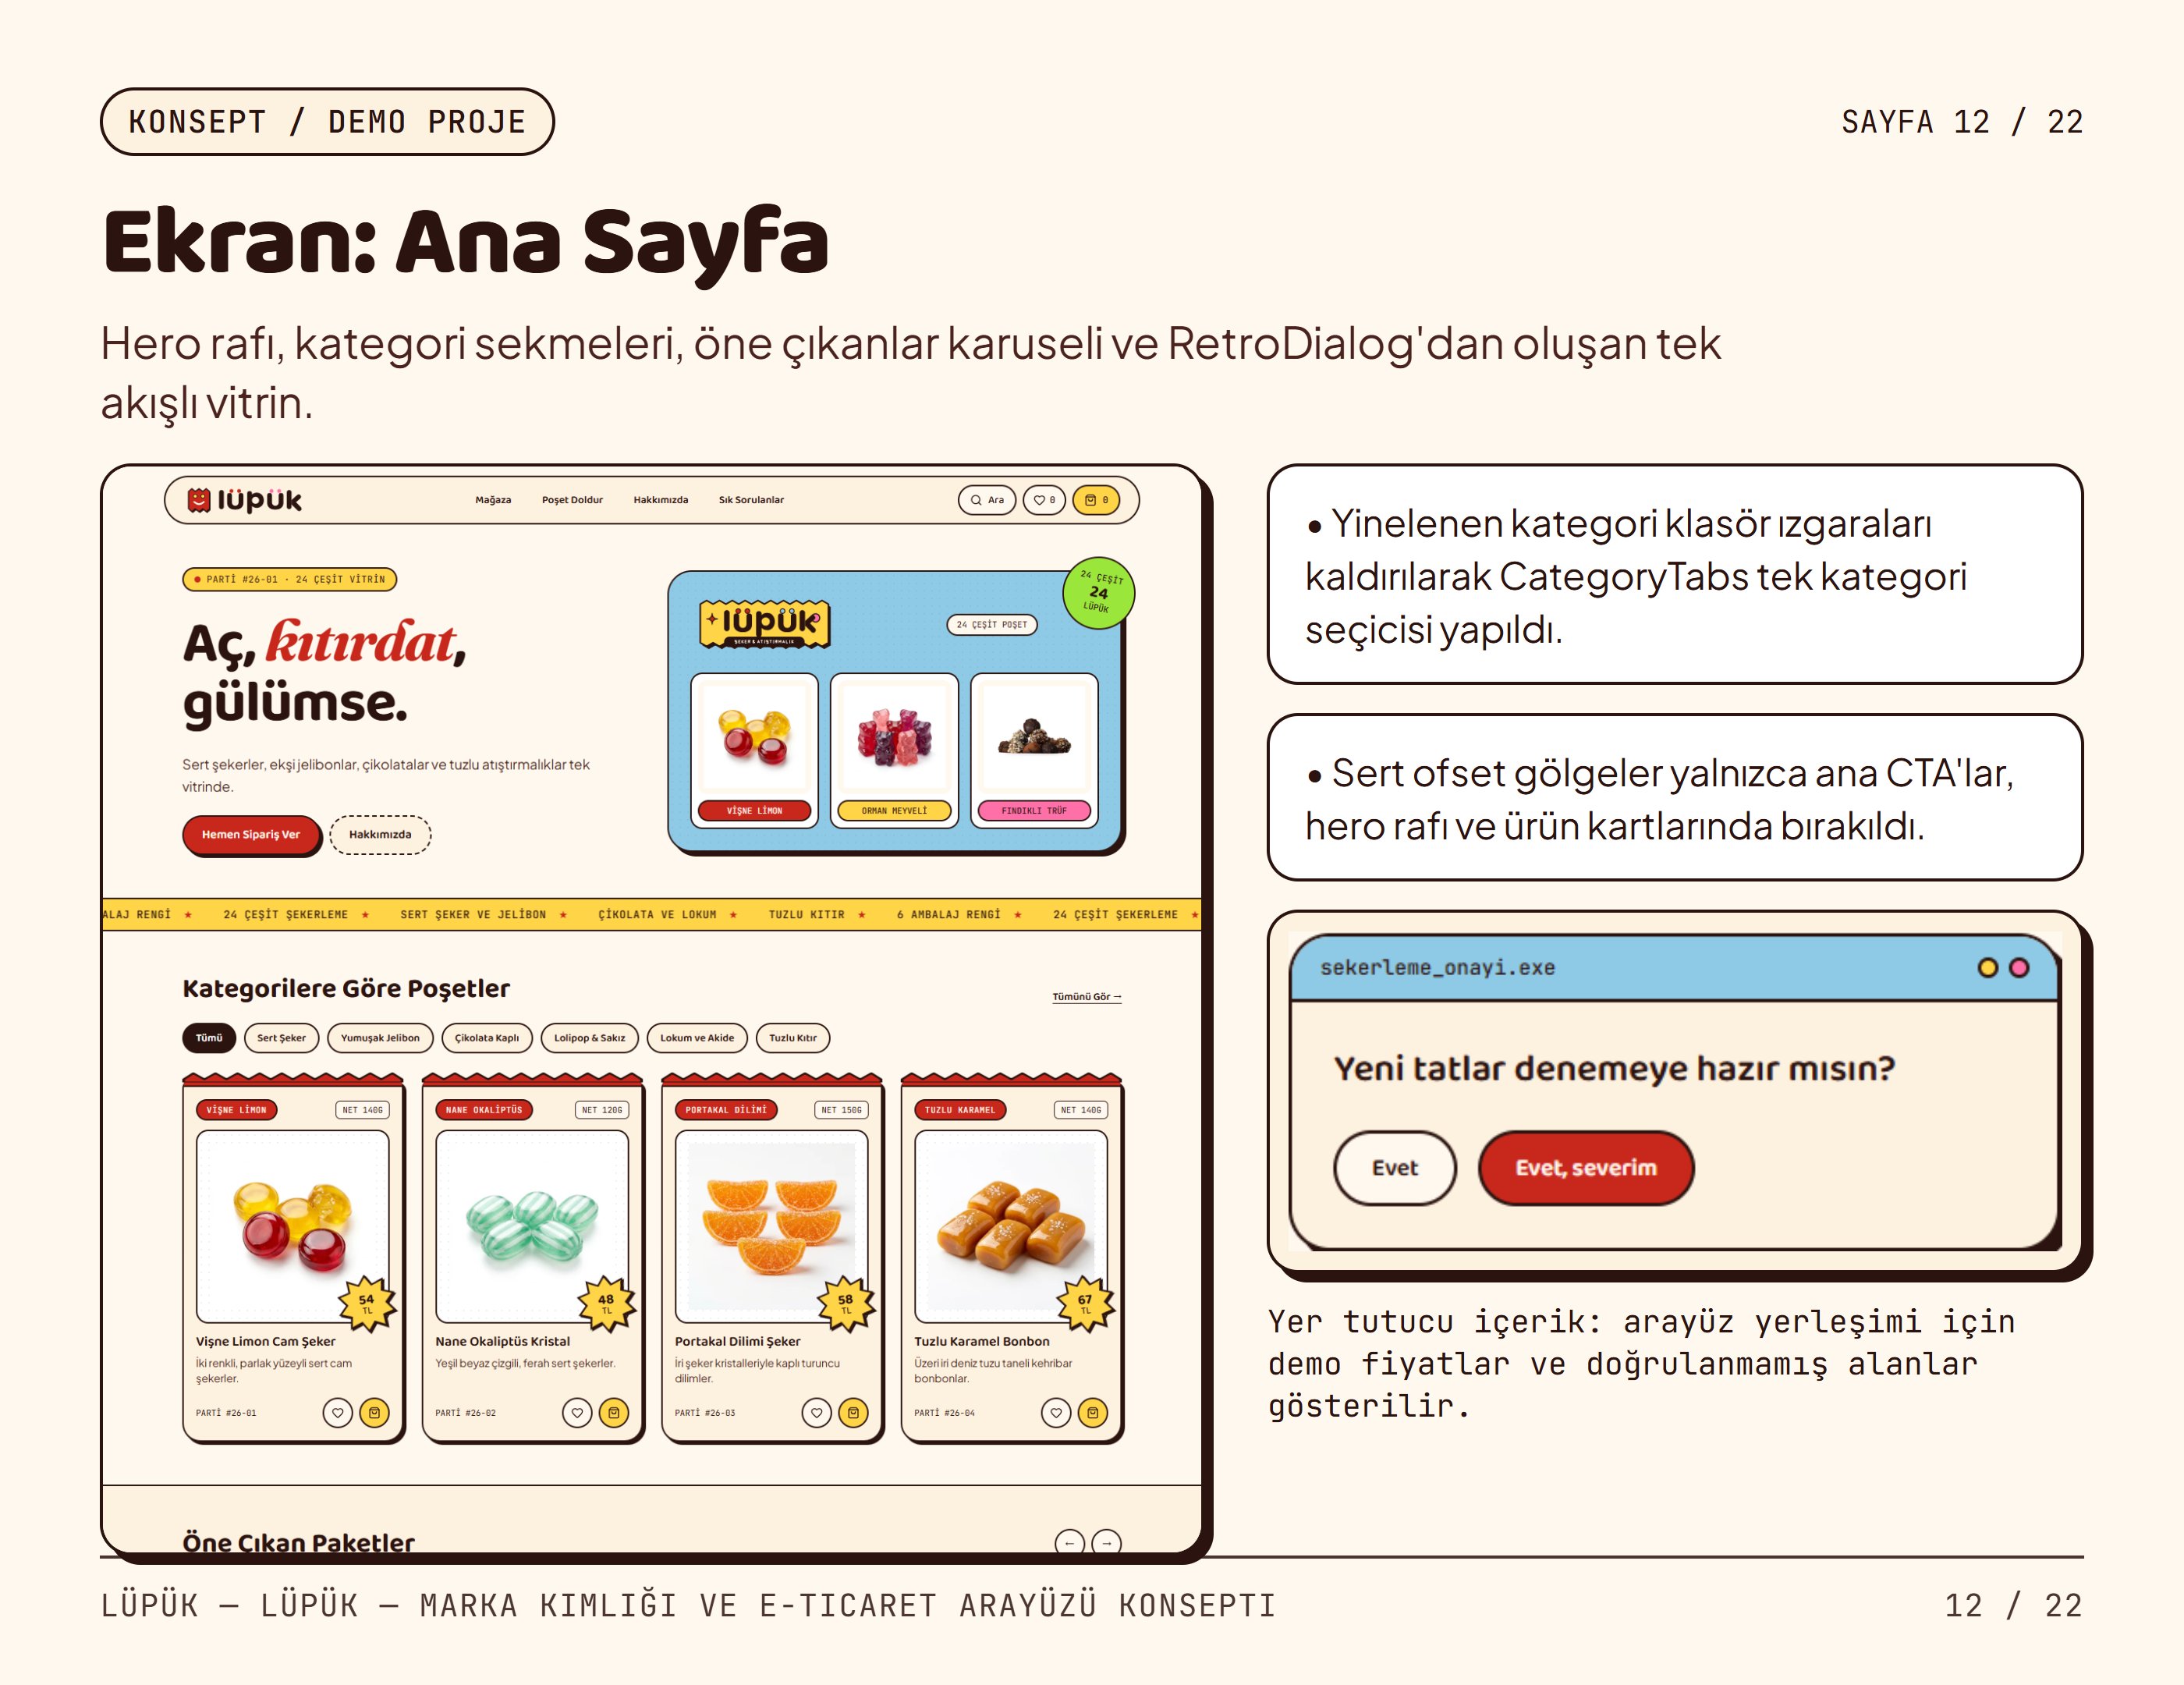 KONSEPT / DEMO PROJE
SAYFA 12 / 22
Ekran: Ana Sayfa
Hero rafı, kategori sekmeleri, öne çıkanlar karuseli ve RetroDialog'dan oluşan tek
akışlı vitrin.
lüpük
Mağaza
Poşet Doldur
Hakkımızda
Sık Sorulanlar
Ara
0
0
PARTİ #26-01 · 24 ÇEŞİT VİTRİN
Aç, kıtırdat,
gülümse.
Sert şekerler, ekşi jelibonlar, çikolatalar ve tuzlu atıştırmalıklar tek
vitrinde.
Hemen Sipariş Ver
Hakkımızda
lüpük
ŞEKER & ATIŞTIRMALIK
24 ÇEŞİT POŞET
24 ÇEŞİT
24
LÜPÜK
VİŞNE LİMON
ORMAN MEYVELİ
FINDIKLI TRÜF
ALAJ RENGİ ★ 24 ÇEŞİT ŞEKERLEME ★ SERT ŞEKER VE JELİBON ★ ÇİKOLATA VE LOKUM ★ TUZLU KITIR ★ 6 AMBALAJ RENGİ ★ 24 ÇEŞİT ŞEKERLEME ★
Kategorilere Göre Poşetler
Tümünü Gör →
Tümü
Sert Şeker
Yumuşak Jelibon
Çikolata Kaplı
Lolipop & Sakız
Lokum ve Akide
Tuzlu Kıtır
VİŞNE LİMON
NET 140G
54
TL
Vişne Limon Cam Şeker
İki renkli, parlak yüzeyli sert cam
şekerler.
PARTİ #26-01
NANE OKALİPTÜS
NET 120G
48
TL
Nane Okaliptüs Kristal
Yeşil beyaz çizgili, ferah sert şekerler.
PARTİ #26-02
PORTAKAL DİLİMİ
NET 150G
58
TL
Portakal Dilimi Şeker
İri şeker kristalleriyle kaplı turuncu
dilimler.
PARTİ #26-03
TUZLU KARAMEL
NET 140G
67
TL
Tuzlu Karamel Bonbon
Üzeri iri deniz tuzu taneli kehribar
bonbonlar.
PARTİ #26-04
Öne Çıkan Paketler
← →
• Yinelenen kategori klasör ızgaraları
kaldırılarak CategoryTabs tek kategori
seçicisi yapıldı.
• Sert ofset gölgeler yalnızca ana CTA'lar,
hero rafı ve ürün kartlarında bırakıldı.
sekerleme_onayi.exe
Yeni tatlar denemeye hazır mısın?
Evet
Evet, severim
Yer tutucu içerik: arayüz yerleşimi için
demo fiyatlar ve doğrulanmamış alanlar
gösterilir.
LÜPÜK — LÜPÜK — MARKA KIMLIĞI VE E-TICARET ARAYÜZÜ KONSEPTI
12 / 22